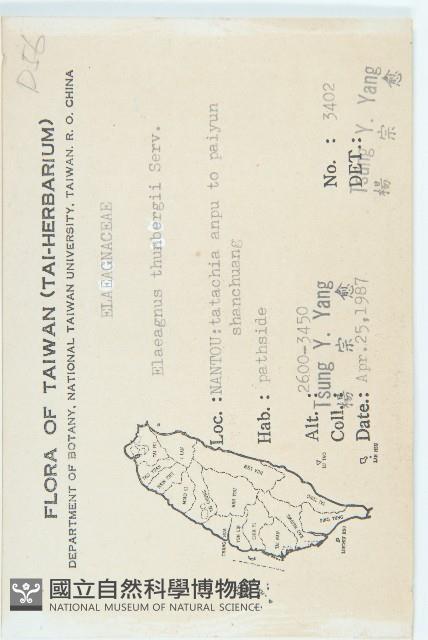 D56
FLORA OF TAIWAN (TAI-HERBARIUM)
DEPARTMENT OF BOTANY, NATIONAL TAIWAN UNIVERSITY, TAIWAN, R. O. CHINA
ELAEAGNACEAE
Elaeagnus thunbergii Serv.
Loc. :NANTOU:tatachia anpu to paiyun
shanchuang
Hab. : pathside
Alt.: 2600-3450
No. : 3402
Coll.: Tsung Y. Yang
楊宗愈
DET.: Tsung Y. Yang
楊宗愈
Date.: Apr.25,1987
國立自然科學博物館
NATIONAL MUSEUM OF NATURAL SCIENCE